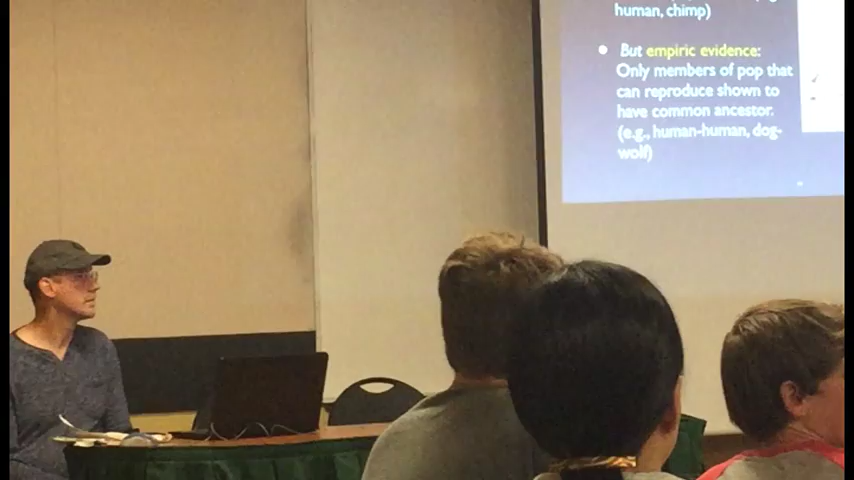 human, chimp)
• But empiric evidence:
Only members of pop that
can reproduce shown to
have common ancestor.
(e.g., human-human, dog-
wolf)